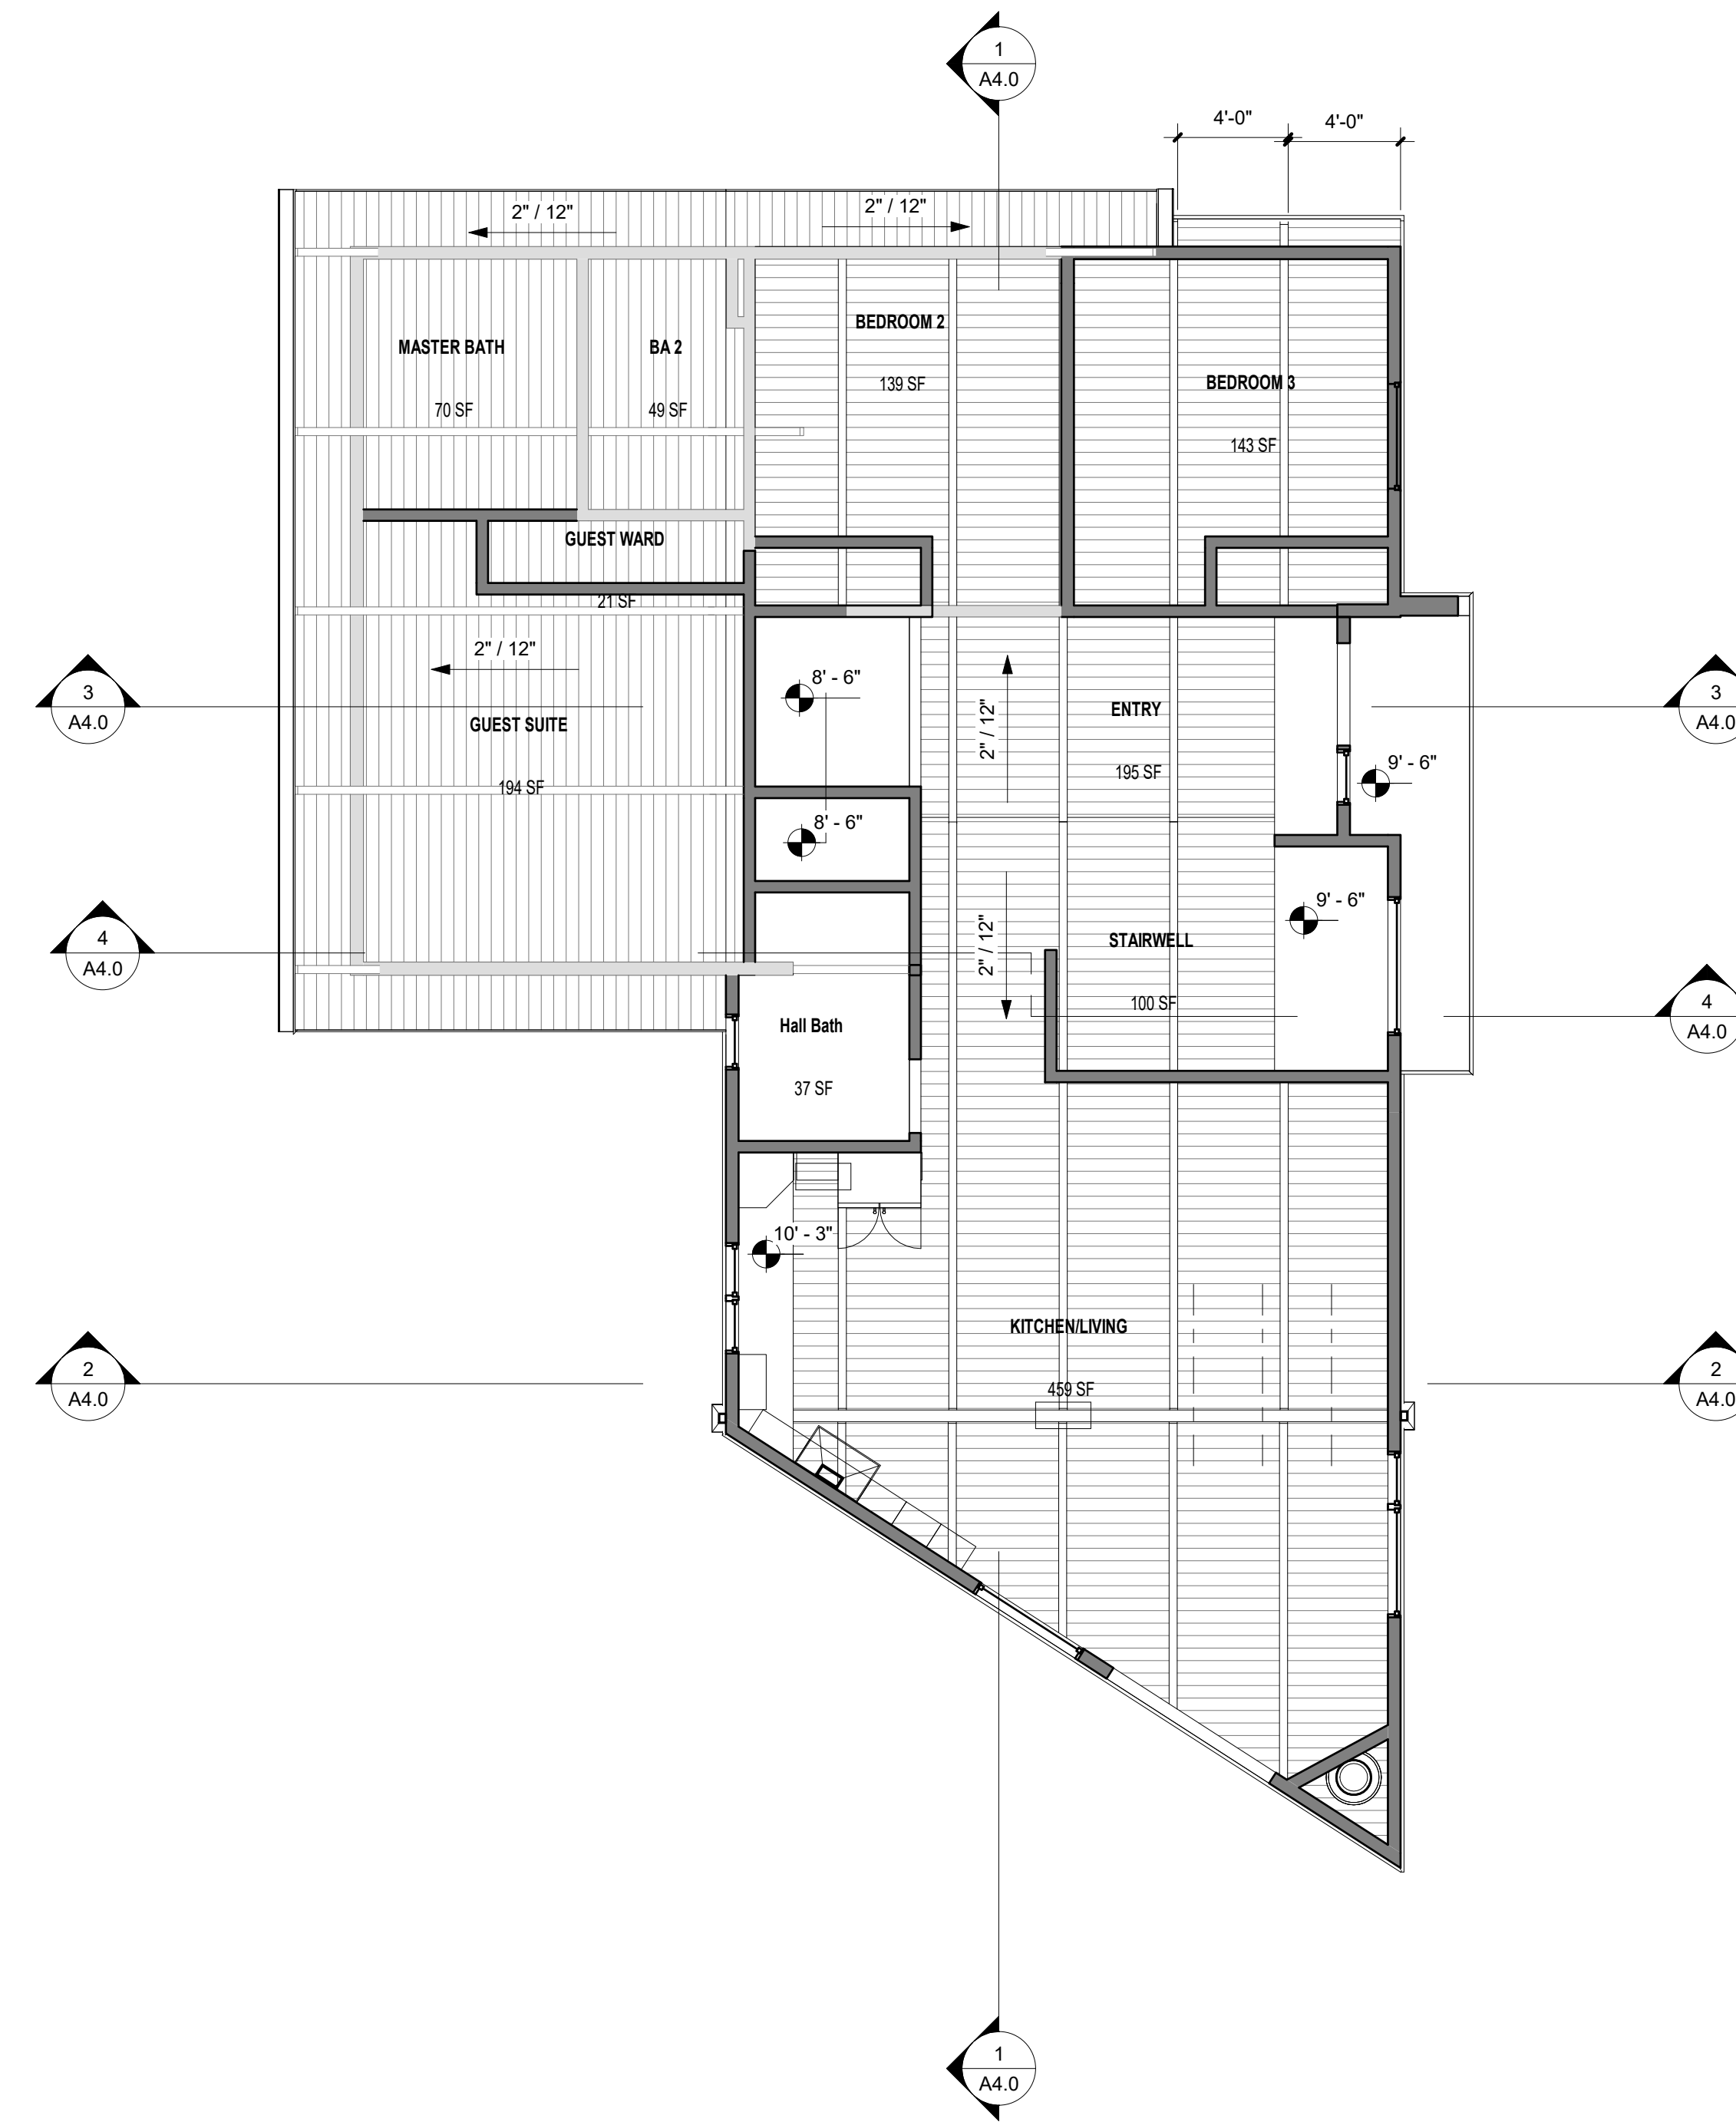 1
A4.0
4'-0"
4'-0"
2" / 12"
2" / 12"
BEDROOM 2
139 SF
MASTER BATH
70 SF
BA 2
49 SF
BEDROOM 3
143 SF
GUEST WARD
21 SF
2" / 12"
3
A4.0
8' - 6"
2" / 12"
ENTRY
195 SF
3
A4.0
GUEST SUITE
194 SF
9' - 6"
8' - 6"
9' - 6"
4
A4.0
2" / 12"
STAIRWELL
100 SF
4
A4.0
Hall Bath
37 SF
10' - 3"
KITCHEN/LIVING
459 SF
2
A4.0
2
A4.0
1
A4.0